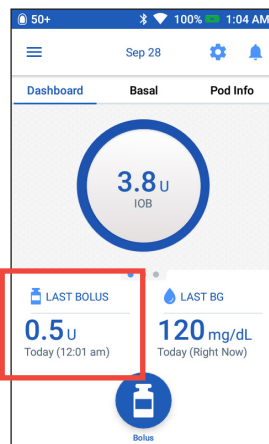 50+ 100% 1:04 AM
Sep 28
Dashboard Basal Pod Info
3.8 U
IOB
LAST BOLUS LAST BG
0.5 U 120 mg/dL
Today (12:01 am) Today (Right Now)
Bolus